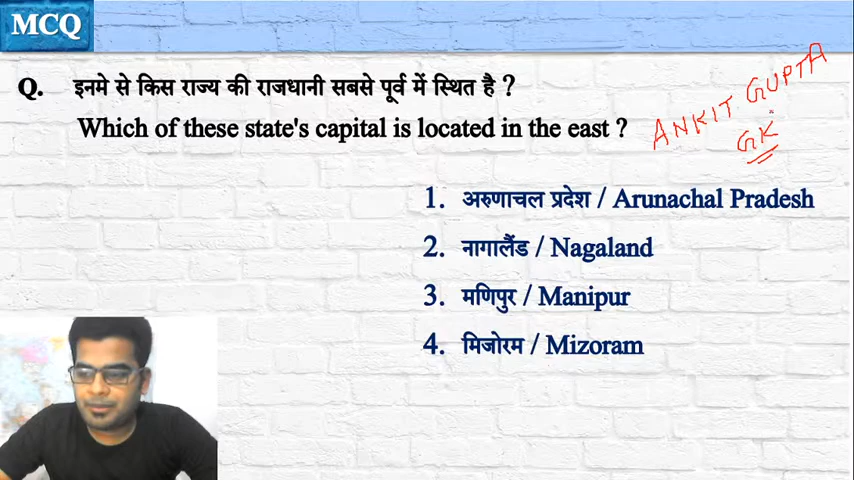 MCQ
Q. इनमे से किस राज्य की राजधानी सबसे पूर्व में स्थित है ?
Which of these state's capital is located in the east ?
ANKIT GUPTA
GK
1. अरुणाचल प्रदेश / Arunachal Pradesh
2. नागालैंड / Nagaland
3. मणिपुर / Manipur
4. मिजोरम / Mizoram